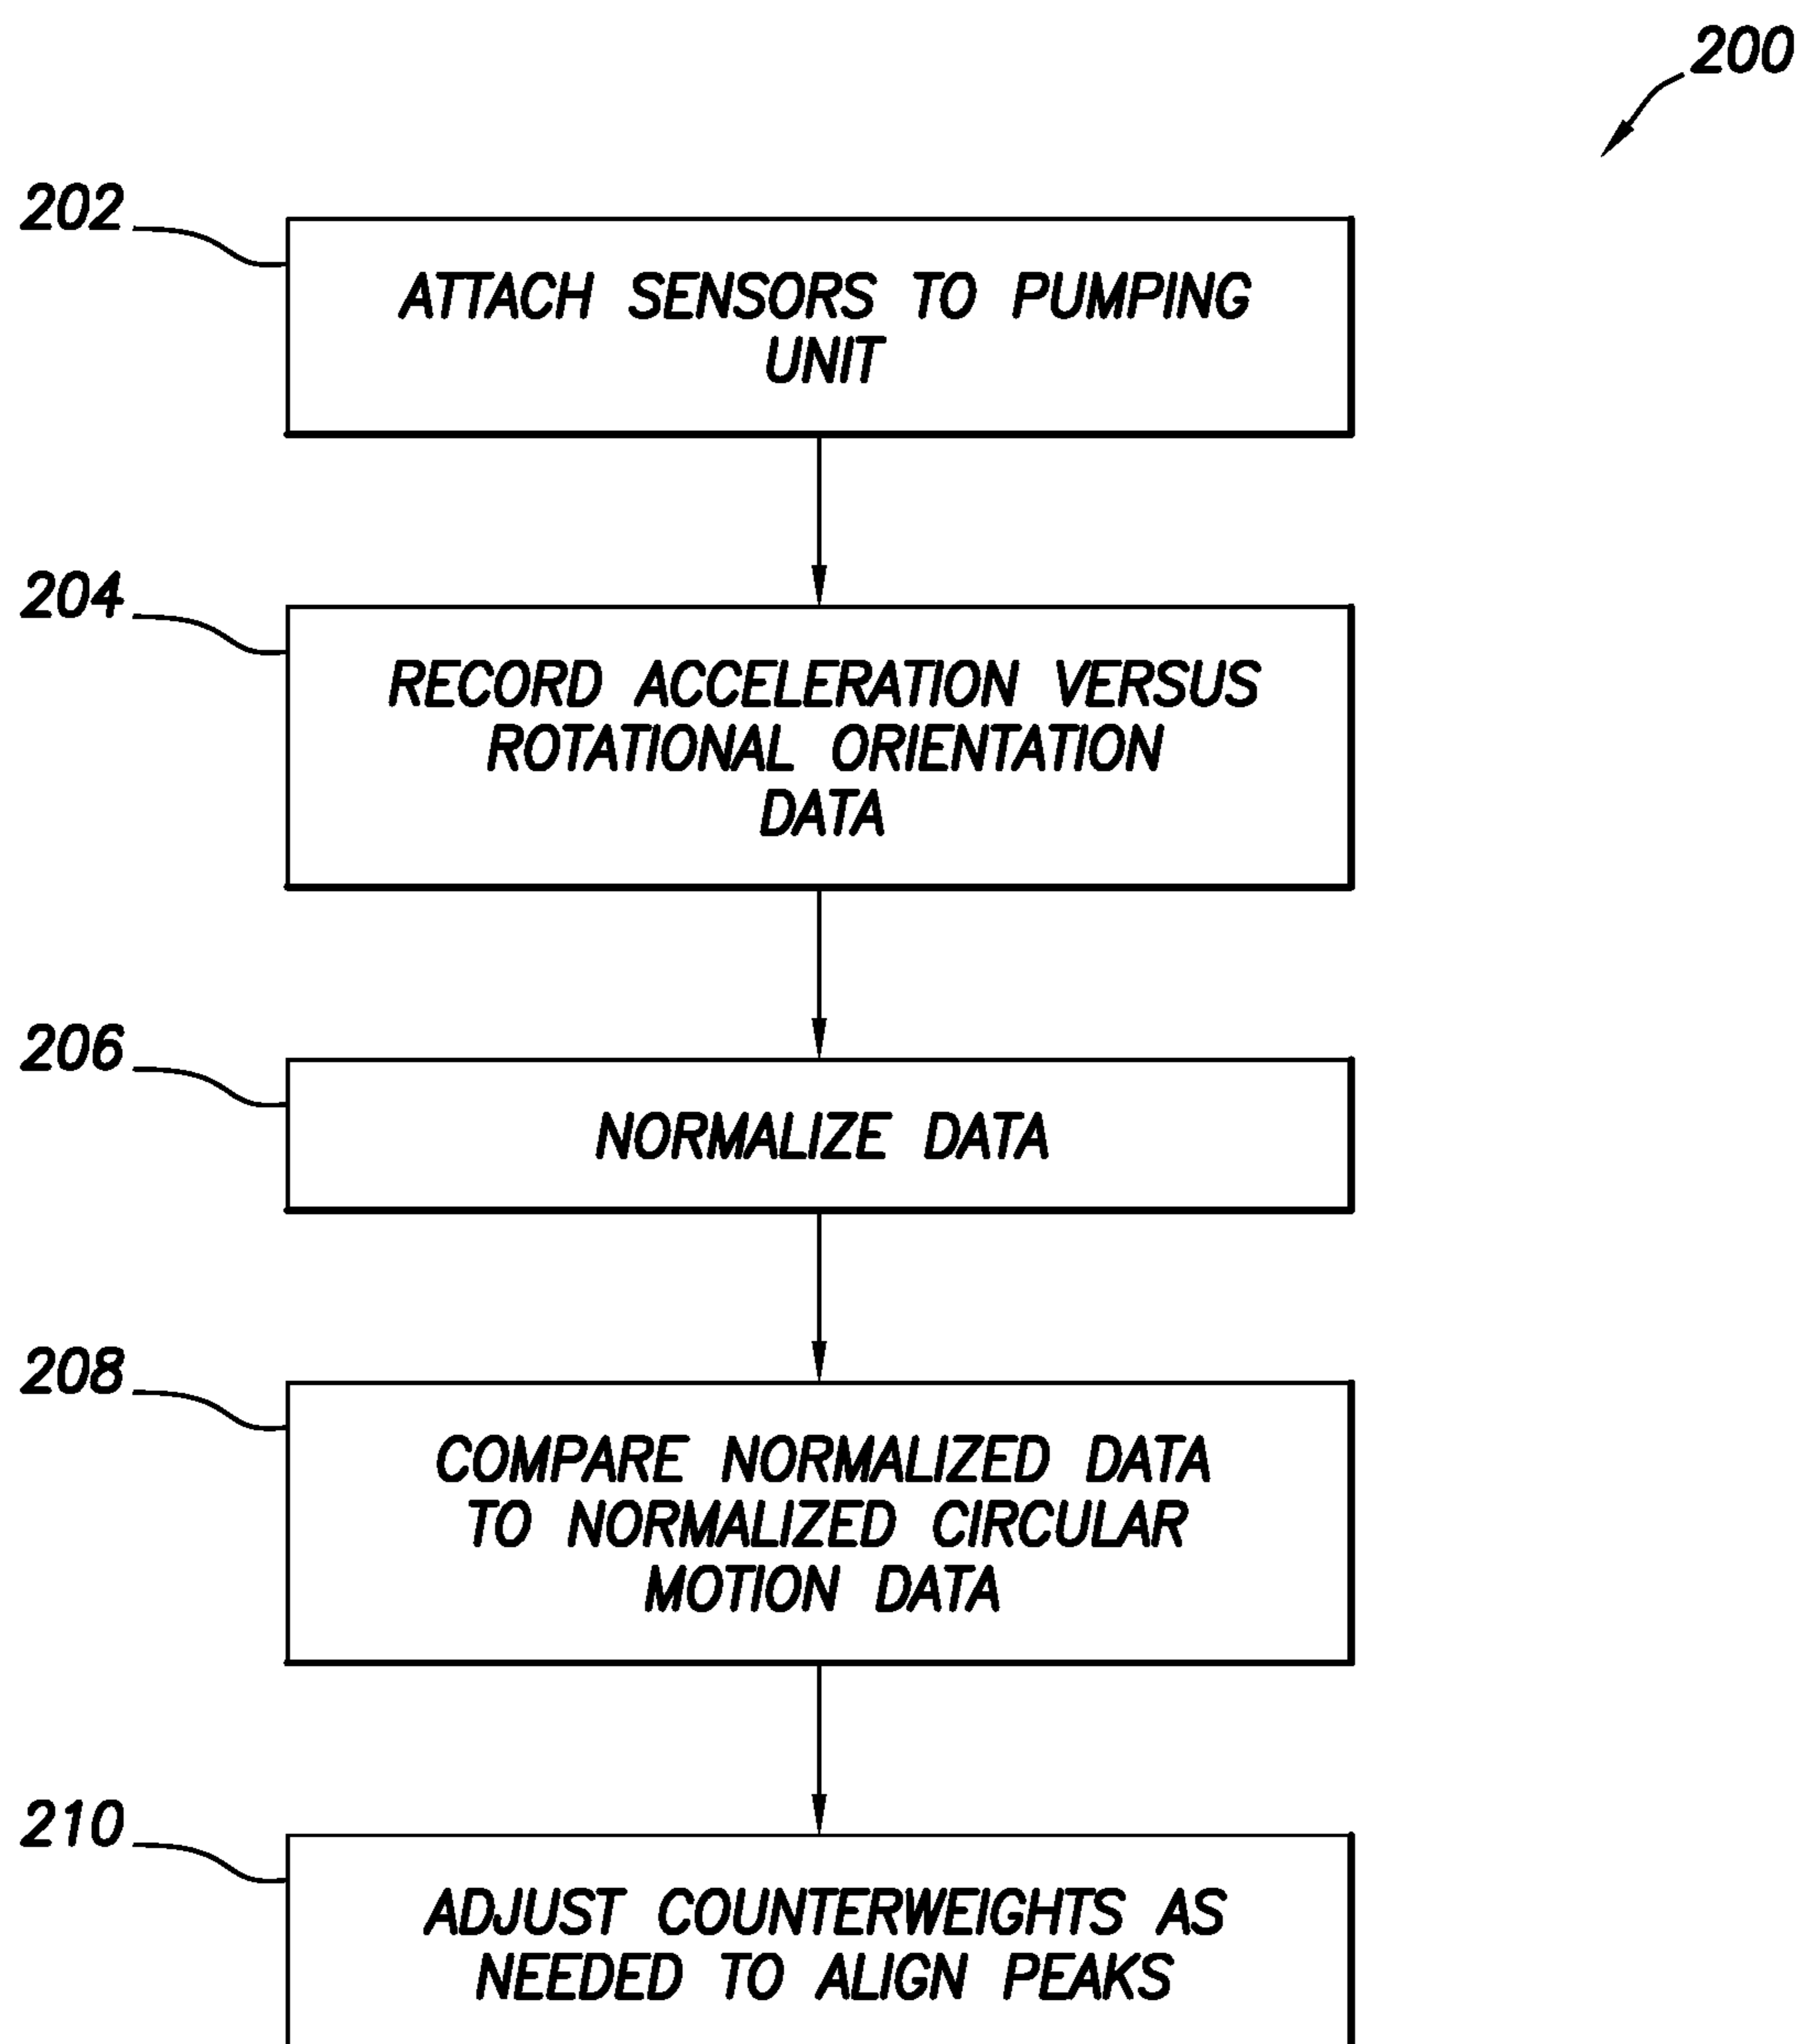 200
202
ATTACH SENSORS TO PUMPING
UNIT
204
RECORD ACCELERATION VERSUS
ROTATIONAL ORIENTATION
DATA
206
NORMALIZE DATA
208
COMPARE NORMALIZED DATA
TO NORMALIZED CIRCULAR
MOTION DATA
210
ADJUST COUNTERWEIGHTS AS
NEEDED TO ALIGN PEAKS